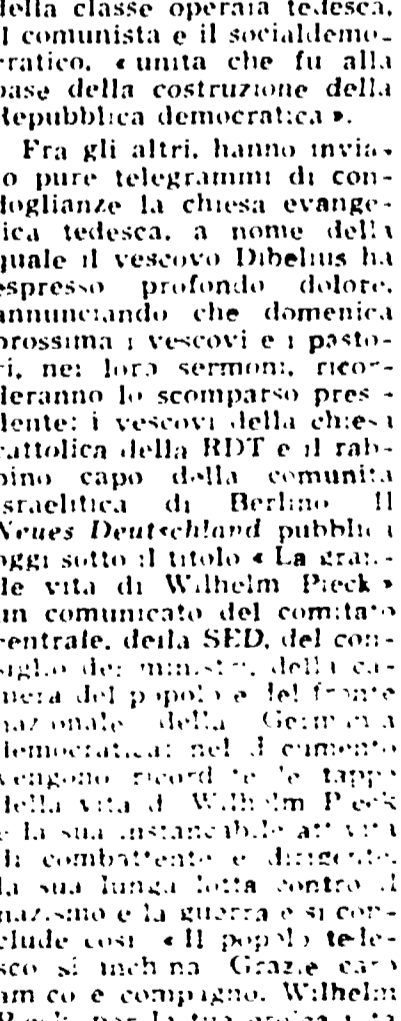 della classe operaia tedesca,
il comunista e il socialdemo-
cratico, « unita che fu alla
base della costruzione della
Repubblica democratica ».
Fra gli altri, hanno invia-
to pure telegrammi di con-
doglianze la chiesa evange-
lica tedesca, a nome della
quale il vescovo Dibelius ha
espresso profondo dolore,
annunciando che domenica
prossima i vescovi e i pasto-
ri, nei loro sermoni, ricor-
deranno lo scomparso presi-
dente; i vescovi della chiesa
cattolica della RDT e il rab-
bino capo della comunita
israelitica di Berlino Il
Neues Deutschland pubblica
oggi sotto il titolo « La gran-
de vita di Wilhelm Pieck »
un comunicato del comitato
centrale, della SED, del con-
siglio dei ministri, della ca-
mera del popolo e del fronte
nazionale della Germania
democratica; nel documento
vengono ricordate le tappe
della vita di Wilhelm Pieck
e la sua instancabile attivita
di combattente e dirigente,
la sua lunga lotta contro il
nazismo e la guerra e si con-
clude cosi «Il popolo tede-
sco si inchina Grazie caro
amico e compagno, Wilhelm